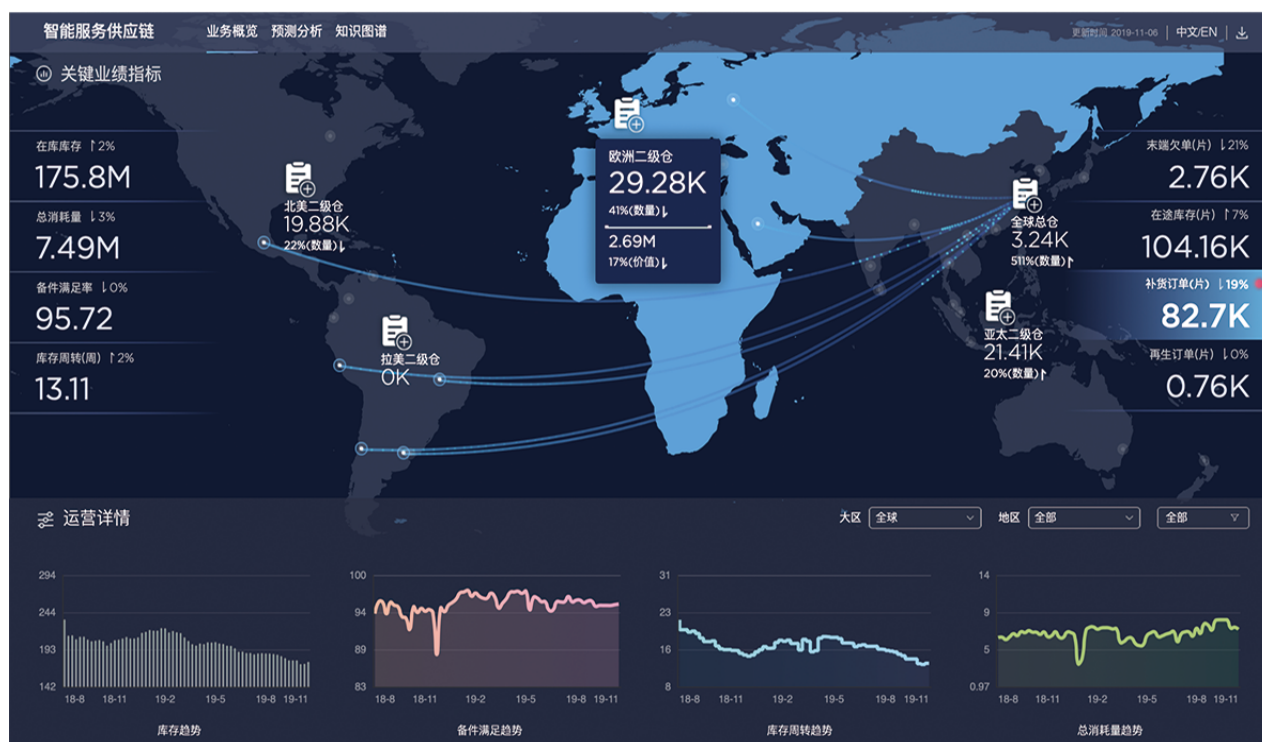 智能服务供应链
业务概览 预测分析 知识图谱
更新时间 2019-11-06 | 中文/EN
关键业绩指标
在库库存 ↑2%
175.8M
总消耗量 ↓3%
7.49M
备件满足率 ↓0%
95.72
库存周转(周) ↑2%
13.11
北美二级仓
19.88K
22%(数量)↓
拉美二级仓
0K
欧洲二级仓
29.28K
41%(数量)↓
2.69M
17%(价值)↓
全球总仓
3.24K
511%(数量)↑
亚太二级仓
21.41K
20%(数量)↑
末端欠单(片) ↓21%
2.76K
在途库存(片) ↑7%
104.16K
补货订单(片) ↓19%
82.7K
再生订单(片) ↓0%
0.76K
运营详情
大区 全球 地区 全部 全部
294
244
193
142
18-8 18-11 19-2 19-5 19-8 19-11
库存趋势
100
94
89
83
18-8 18-11 19-2 19-5 19-8 19-11
备件满足趋势
31
23
16
8
18-8 18-11 19-2 19-5 19-8 19-11
库存周转趋势
14
9
5
0.97
18-8 18-11 19-2 19-5 19-8 19-11
总消耗量趋势